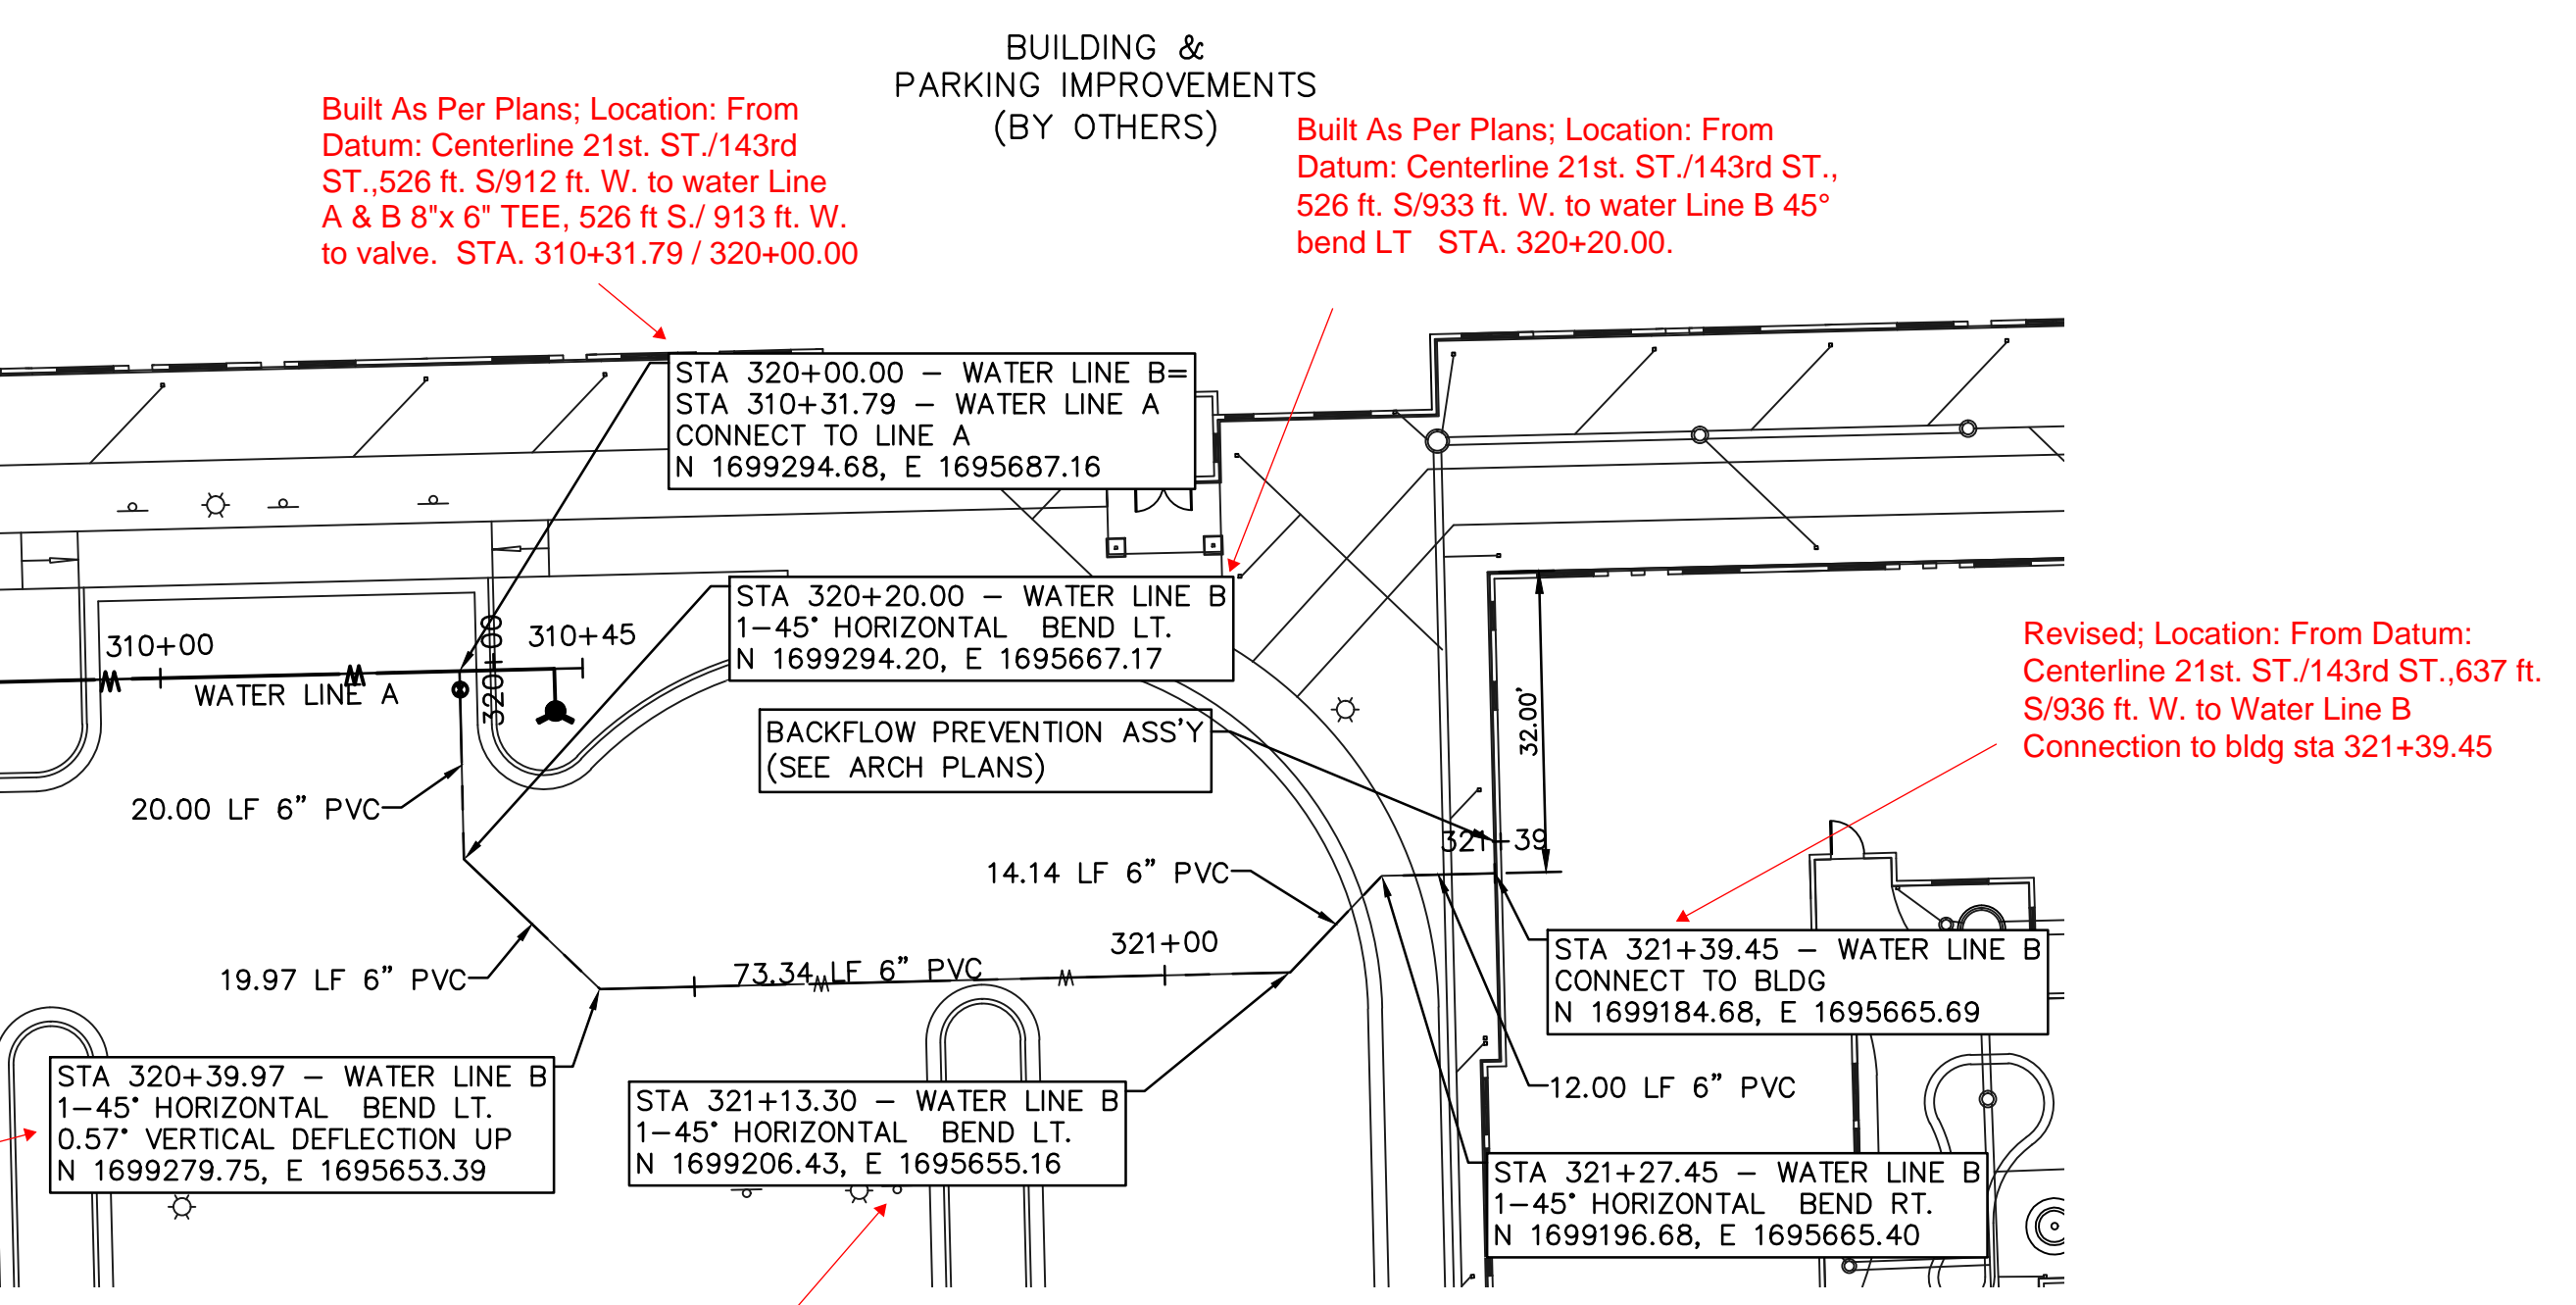 BUILDING &
PARKING IMPROVEMENTS
(BY OTHERS)
Built As Per Plans; Location: From
Datum: Centerline 21st. ST./143rd
ST.,526 ft. S/912 ft. W. to water Line
A & B 8"x 6" TEE, 526 ft S./ 913 ft. W.
to valve.  STA. 310+31.79 / 320+00.00
Built As Per Plans; Location: From
Datum: Centerline 21st. ST./143rd ST.,
526 ft. S/933 ft. W. to water Line B 45°
bend LT   STA. 320+20.00.
STA 320+00.00 – WATER LINE B=
STA 310+31.79 – WATER LINE A
CONNECT TO LINE A
N 1699294.68, E 1695687.16
STA 320+20.00 – WATER LINE B
1–45° HORIZONTAL  BEND LT.
N 1699294.20, E 1695667.17
310+00
320+00
310+45
WATER LINE A
BACKFLOW PREVENTION ASS'Y
(SEE ARCH PLANS)
32.00'
Revised; Location: From Datum:
Centerline 21st. ST./143rd ST.,637 ft.
S/936 ft. W. to Water Line B
Connection to bldg sta 321+39.45
20.00 LF 6" PVC
321+39
14.14 LF 6" PVC
19.97 LF 6" PVC
73.34 LF 6" PVC
321+00
STA 321+39.45 – WATER LINE B
CONNECT TO BLDG
N 1699184.68, E 1695665.69
STA 320+39.97 – WATER LINE B
1–45° HORIZONTAL  BEND LT.
0.57° VERTICAL DEFLECTION UP
N 1699279.75, E 1695653.39
STA 321+13.30 – WATER LINE B
1–45° HORIZONTAL  BEND LT.
N 1699206.43, E 1695655.16
12.00 LF 6" PVC
STA 321+27.45 – WATER LINE B
1–45° HORIZONTAL  BEND RT.
N 1699196.68, E 1695665.40